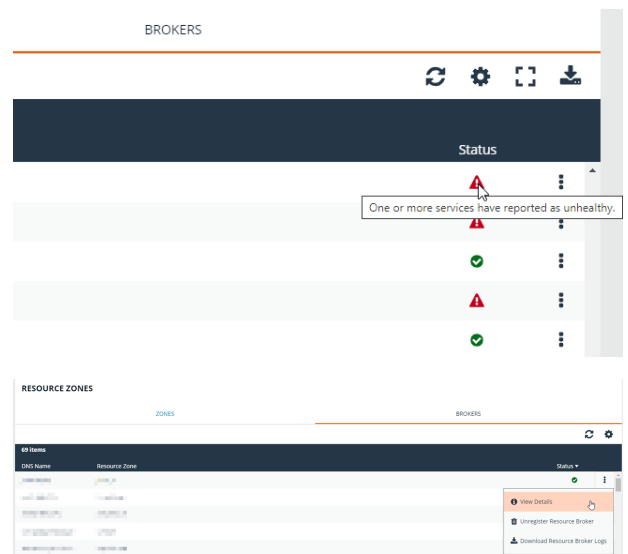 BROKERS
Status
One or more services have reported as unhealthy.
RESOURCE ZONES
ZONES
BROKERS
69 items
DNS Name
Resource Zone
Status
View Details
Unregister Resource Broker
Download Resource Broker Logs